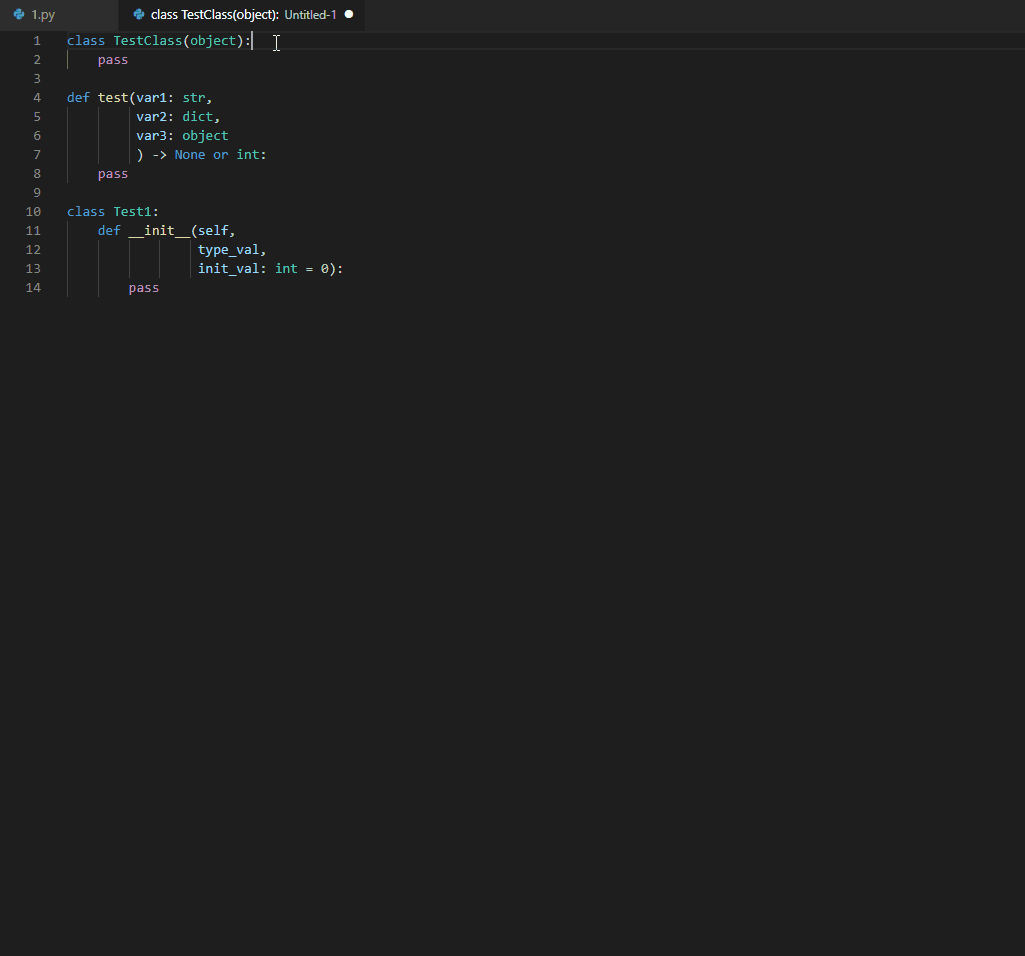 1.py
class TestClass(object): Untitled-1
1 class TestClass(object):
2     pass
3
4 def test(var1: str,
5          var2: dict,
6          var3: object
7          ) -> None or int:
8     pass
9
10 class Test1:
11     def __init__(self,
12                  type_val,
13                  init_val: int = 0):
14         pass